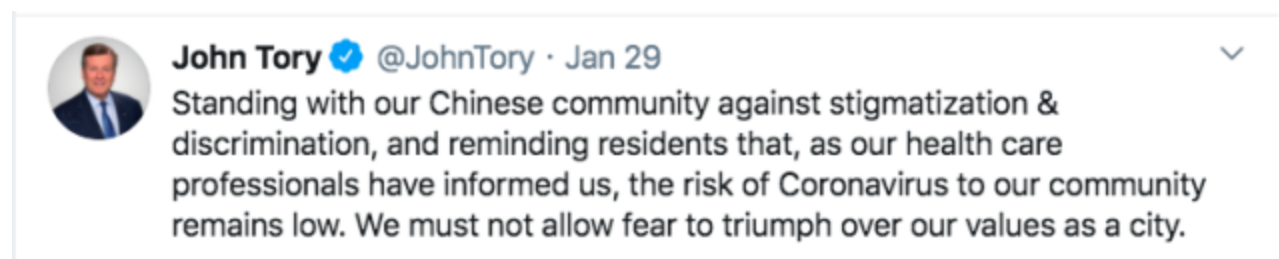 John Tory @JohnTory · Jan 29
Standing with our Chinese community against stigmatization &
discrimination, and reminding residents that, as our health care
professionals have informed us, the risk of Coronavirus to our community
remains low. We must not allow fear to triumph over our values as a city.